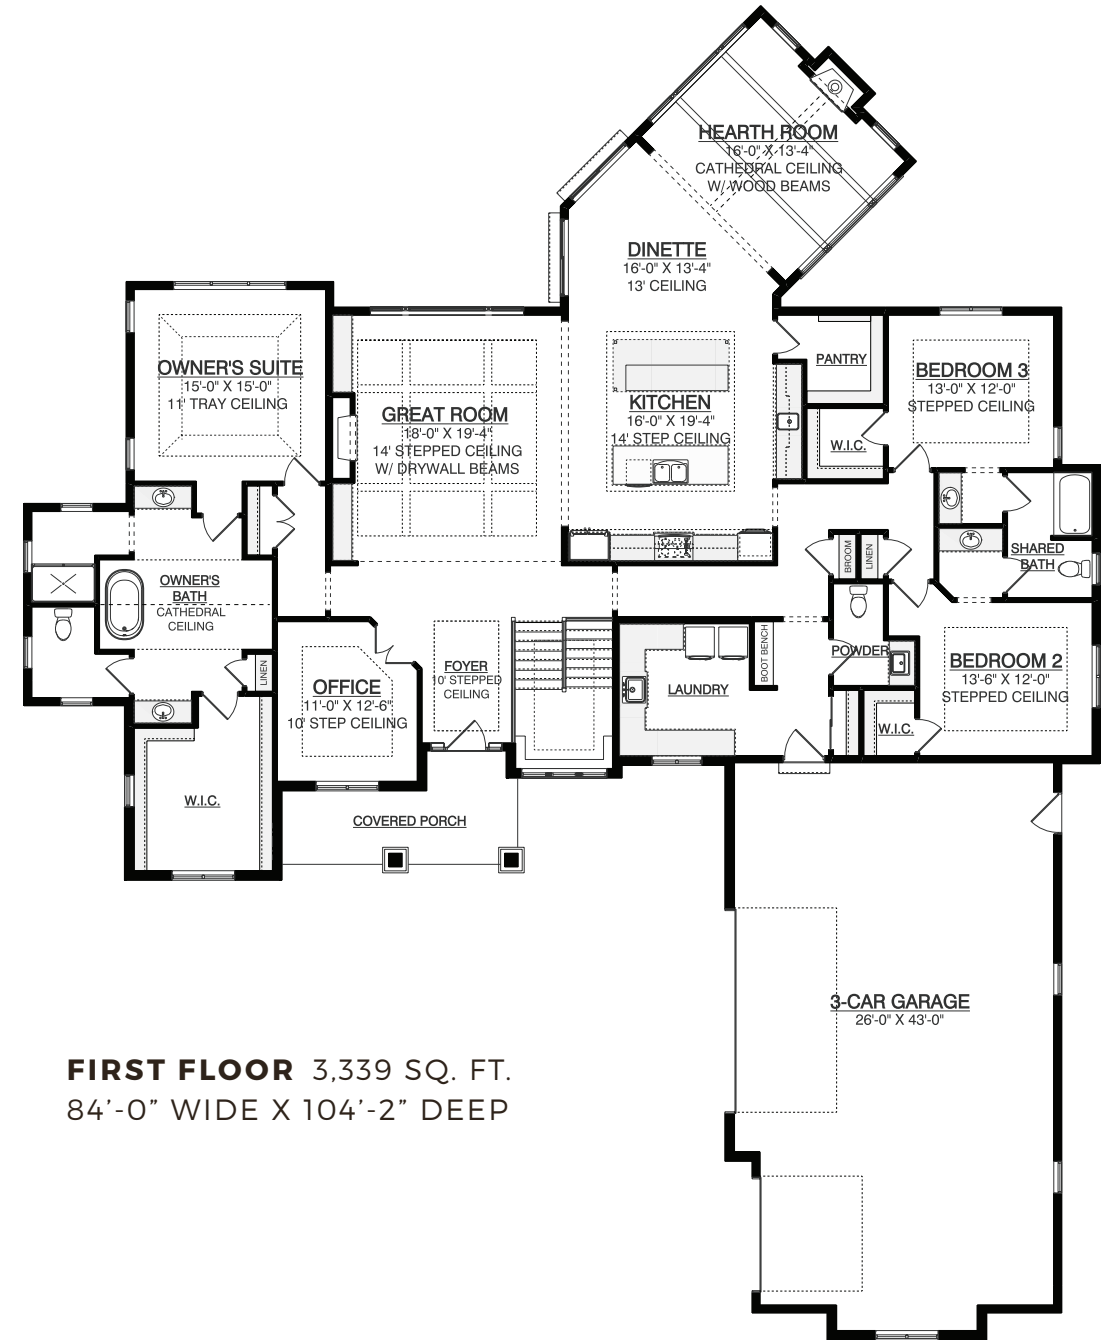 HEARTH ROOM
16'-0" X 13'-4"
CATHEDRAL CEILING
W/ WOOD BEAMS
DINETTE
16'-0" X 13'-4"
13' CEILING
OWNER'S SUITE
15'-0" X 15'-0"
11' TRAY CEILING
GREAT ROOM
18'-0" X 19'-4"
14' STEPPED CEILING
W/ DRYWALL BEAMS
KITCHEN
16'-0" X 19'-4"
14' STEP CEILING
PANTRY
W.I.C.
BEDROOM 3
13'-0" X 12'-0"
STEPPED CEILING
BROOM
LINEN
SHARED
BATH
OWNER'S
BATH
CATHEDRAL
CEILING
LINEN
OFFICE
11'-0" X 12'-6"
10' STEP CEILING
FOYER
10' STEPPED
CEILING
LAUNDRY
BOOT BENCH
POWDER
BEDROOM 2
13'-6" X 12'-0"
STEPPED CEILING
W.I.C.
W.I.C.
COVERED PORCH
3-CAR GARAGE
26'-0" X 43'-0"
FIRST FLOOR 3,339 SQ. FT.
84'-0” WIDE X 104'-2” DEEP